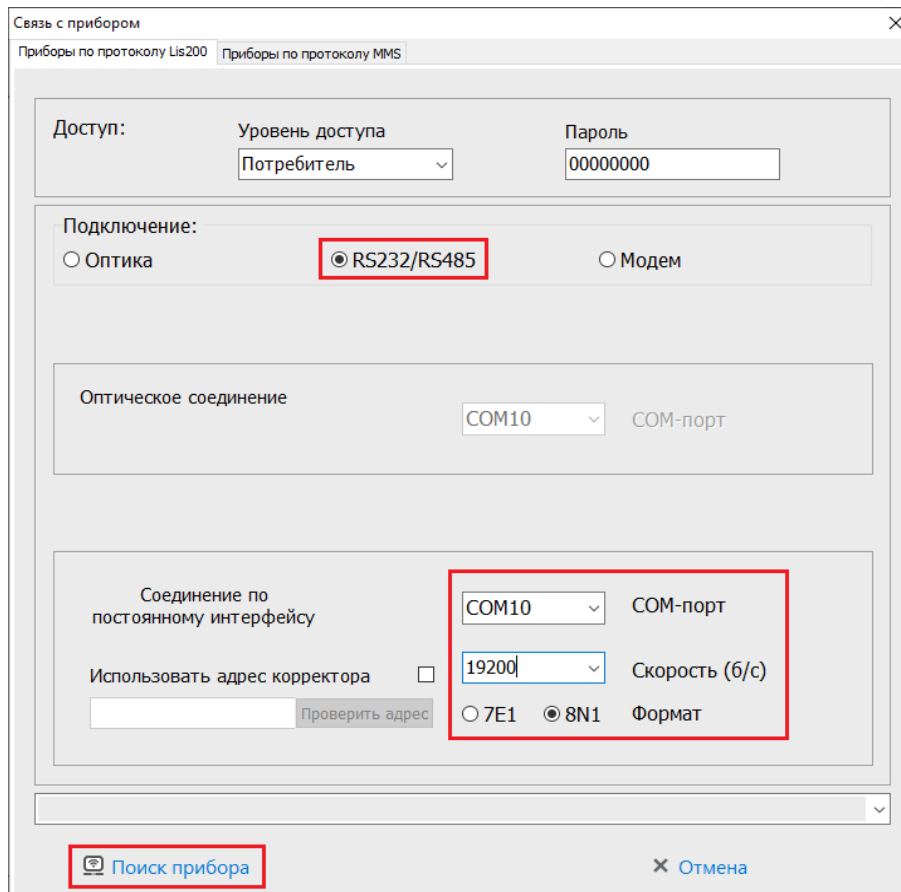 Связь с прибором
Приборы по протоколу Lis200 Приборы по протоколу MMS
Доступ: Уровень доступа Пароль
Потребитель 00000000
Подключение:
Оптика RS232/RS485 Модем
Оптическое соединение
COM10 COM-порт
Соединение по
постоянному интерфейсу
COM10 COM-порт
Использовать адрес корректора 19200 Скорость (б/с)
Проверить адрес 7E1 8N1 Формат
Поиск прибора Отмена